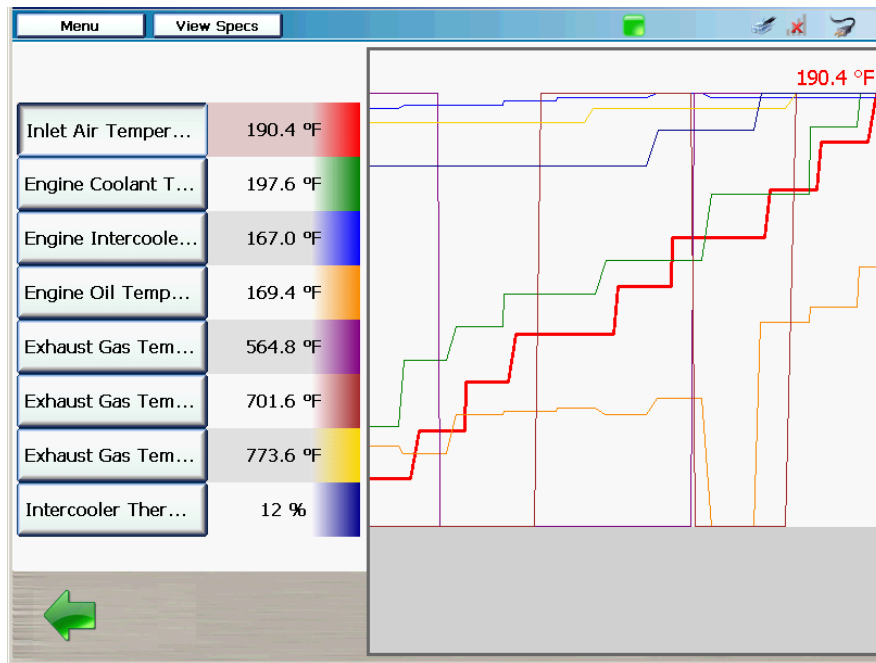 Menu
View Specs
190.4 °F
Inlet Air Temper...
190.4 ºF
Engine Coolant T...
197.6 ºF
Engine Intercoole...
167.0 ºF
Engine Oil Temp...
169.4 ºF
Exhaust Gas Tem...
564.8 ºF
Exhaust Gas Tem...
701.6 ºF
Exhaust Gas Tem...
773.6 ºF
Intercooler Ther...
12 %